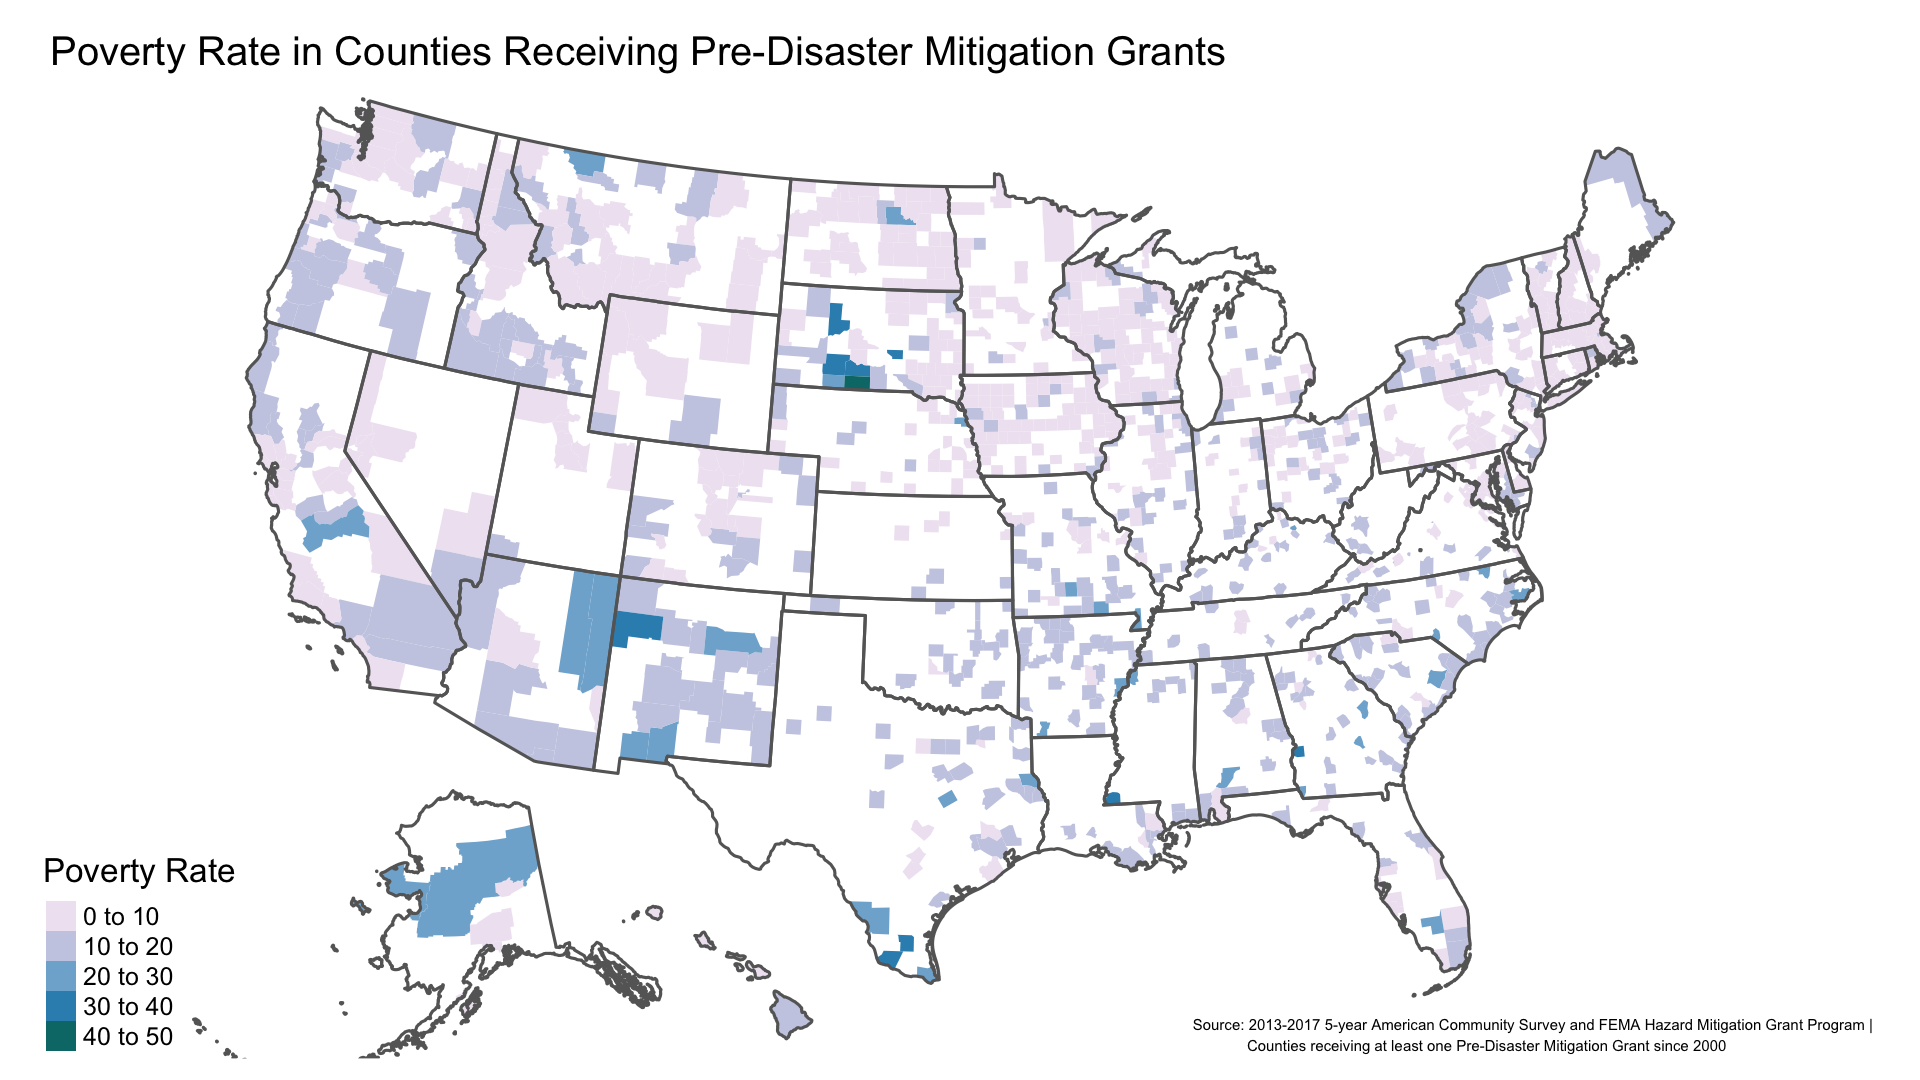 Poverty Rate in Counties Receiving Pre-Disaster Mitigation Grants
Poverty Rate
0 to 10
10 to 20
20 to 30
30 to 40
40 to 50
Source: 2013-2017 5-year American Community Survey and FEMA Hazard Mitigation Grant Program |
Counties receiving at least one Pre-Disaster Mitigation Grant since 2000